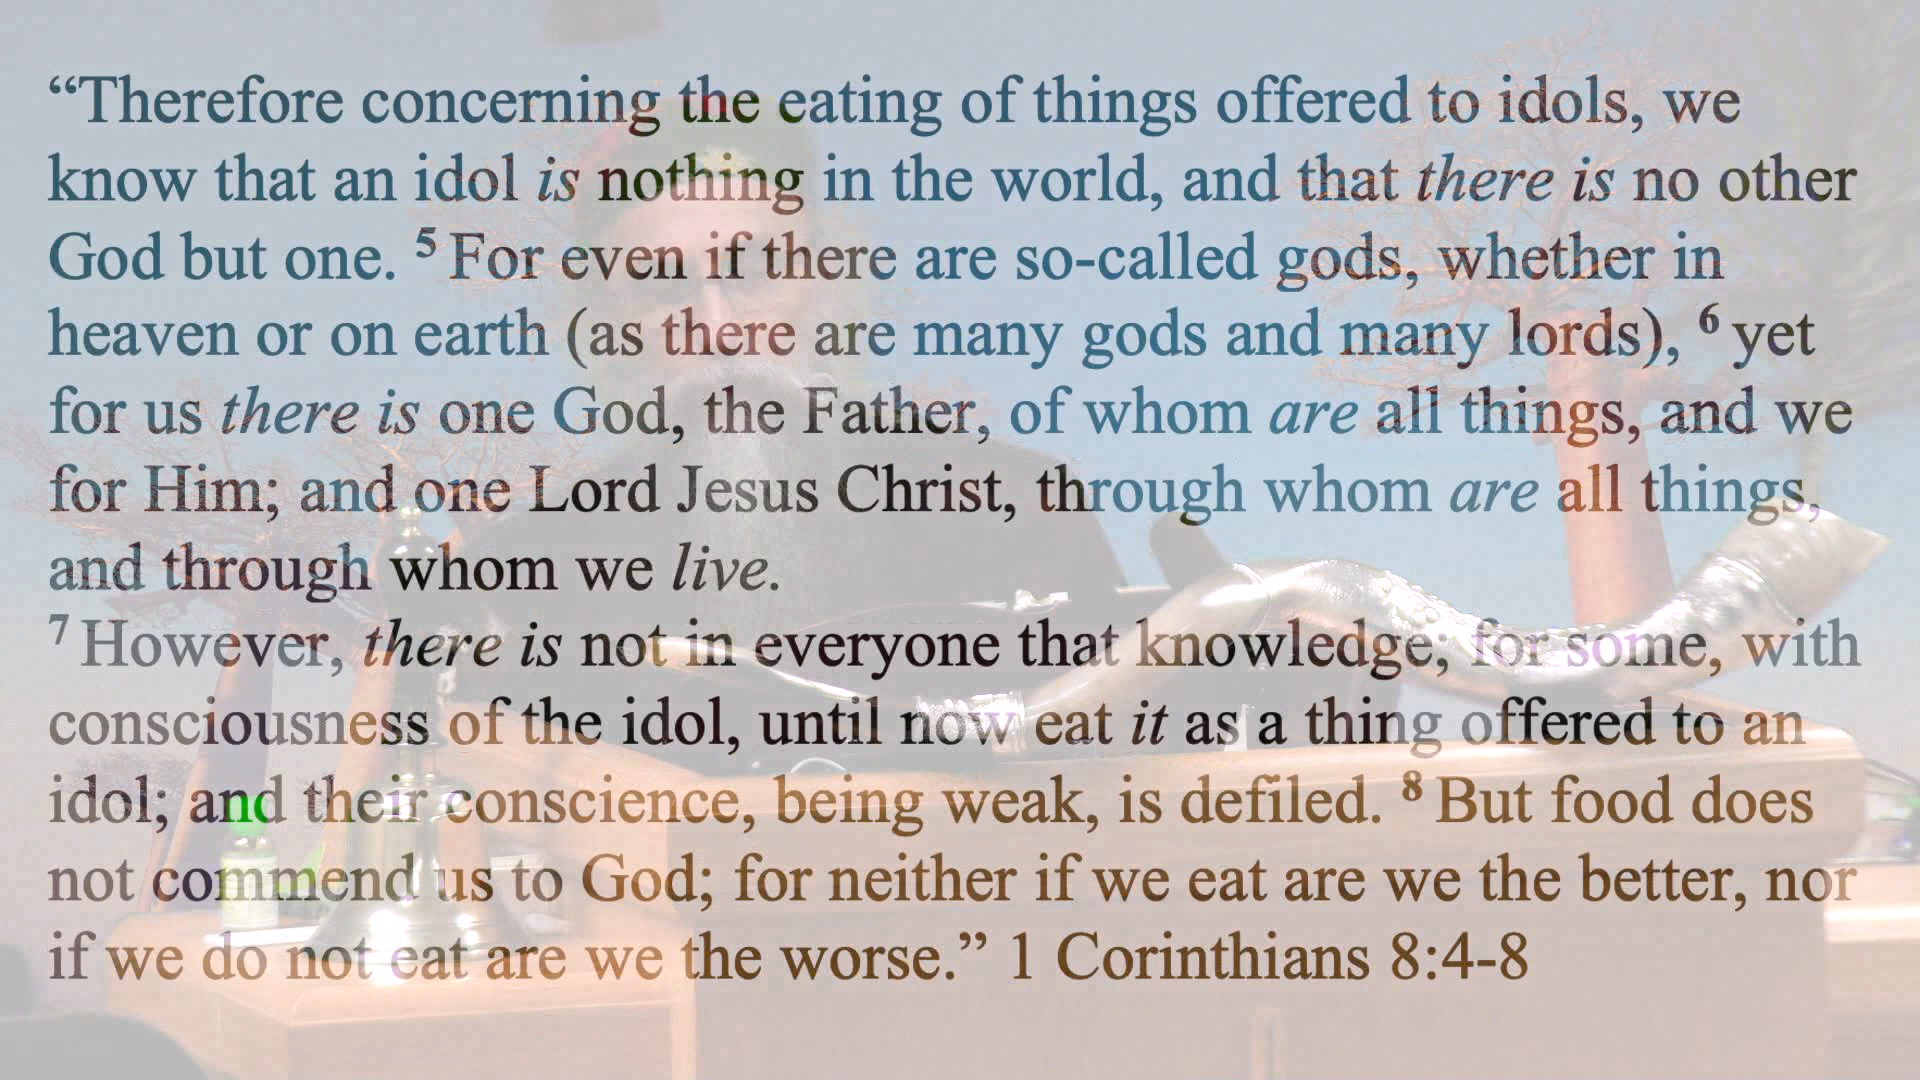 “Therefore concerning the eating of things offered to idols, we
know that an idol is nothing in the world, and that there is no other
God but one. 5 For even if there are so-called gods, whether in
heaven or on earth (as there are many gods and many lords), 6 yet
for us there is one God, the Father, of whom are all things, and we
for Him; and one Lord Jesus Christ, through whom are all things,
and through whom we live.
7 However, there is not in everyone that knowledge; for some, with
consciousness of the idol, until now eat it as a thing offered to an
idol; and their conscience, being weak, is defiled. 8 But food does
not commend us to God; for neither if we eat are we the better, nor
if we do not eat are we the worse.” 1 Corinthians 8:4-8